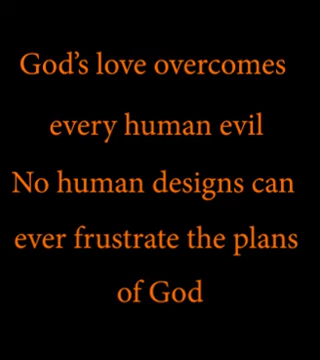 God’s love overcomes
every human evil
No human designs can
ever frustrate the plans
of God